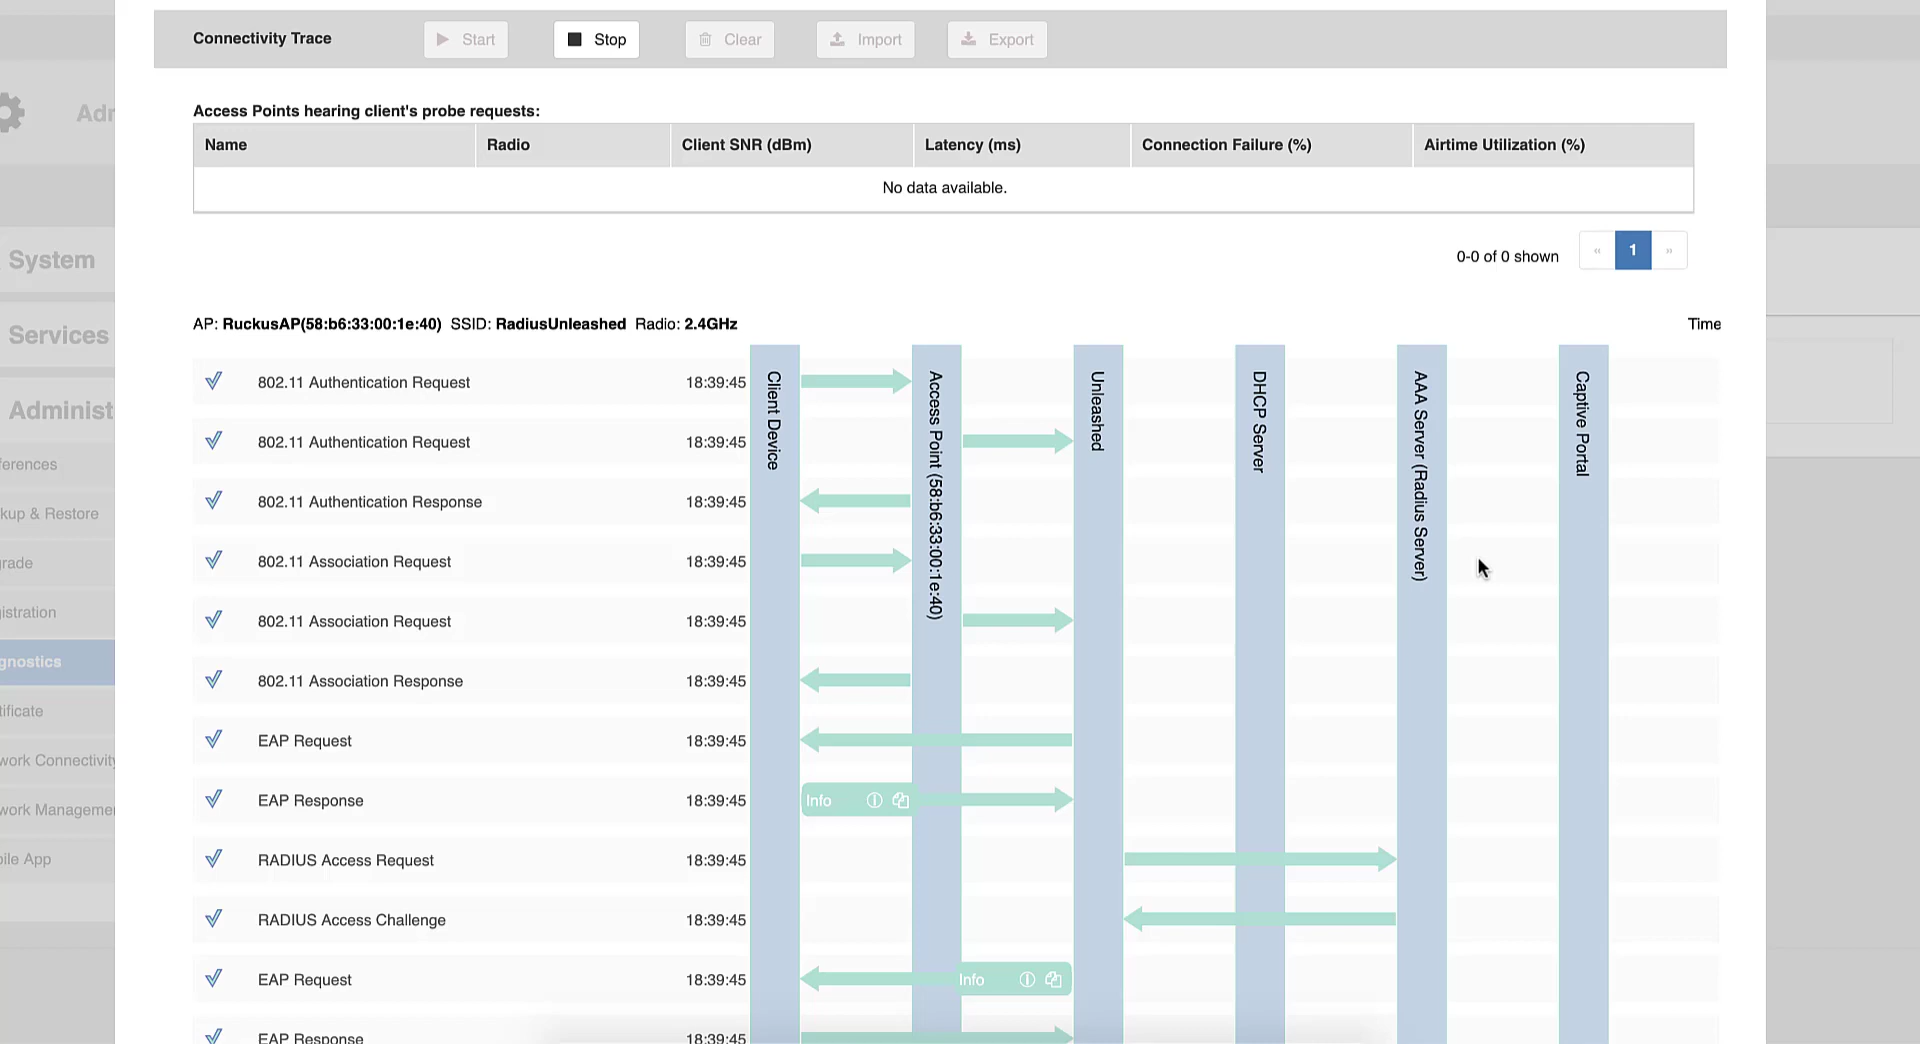 Connectivity Trace
Start
Stop
Clear
Import
Export
Adr
Access Points hearing client's probe requests:
Name Radio Client SNR (dBm) Latency (ms) Connection Failure (%) Airtime Utilization (%)
No data available.
0-0 of 0 shown « 1 »
System
Services
Administ
ferences
kup & Restore
grade
gistration
gnostics
tificate
work Connectivity
work Managemen
bile App
AP: RuckusAP(58:b6:33:00:1e:40) SSID: RadiusUnleashed Radio: 2.4GHz
Time
Client Device
Access Point (58:b6:33:00:1e:40)
Unleashed
DHCP Server
AAA Server (Radius Server)
Captive Portal
802.11 Authentication Request 18:39:45
802.11 Authentication Request 18:39:45
802.11 Authentication Response 18:39:45
802.11 Association Request 18:39:45
802.11 Association Request 18:39:45
802.11 Association Response 18:39:45
EAP Request 18:39:45
EAP Response 18:39:45 Info
RADIUS Access Request 18:39:45
RADIUS Access Challenge 18:39:45
EAP Request 18:39:45 Info
EAP Response 18:39:45